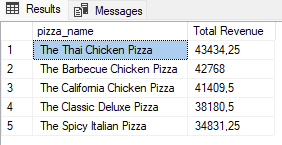 Results Messages
pizza_name Total Revenue
1 The Thai Chicken Pizza 43434,25
2 The Barbecue Chicken Pizza 42768
3 The California Chicken Pizza 41409,5
4 The Classic Deluxe Pizza 38180,5
5 The Spicy Italian Pizza 34831,25